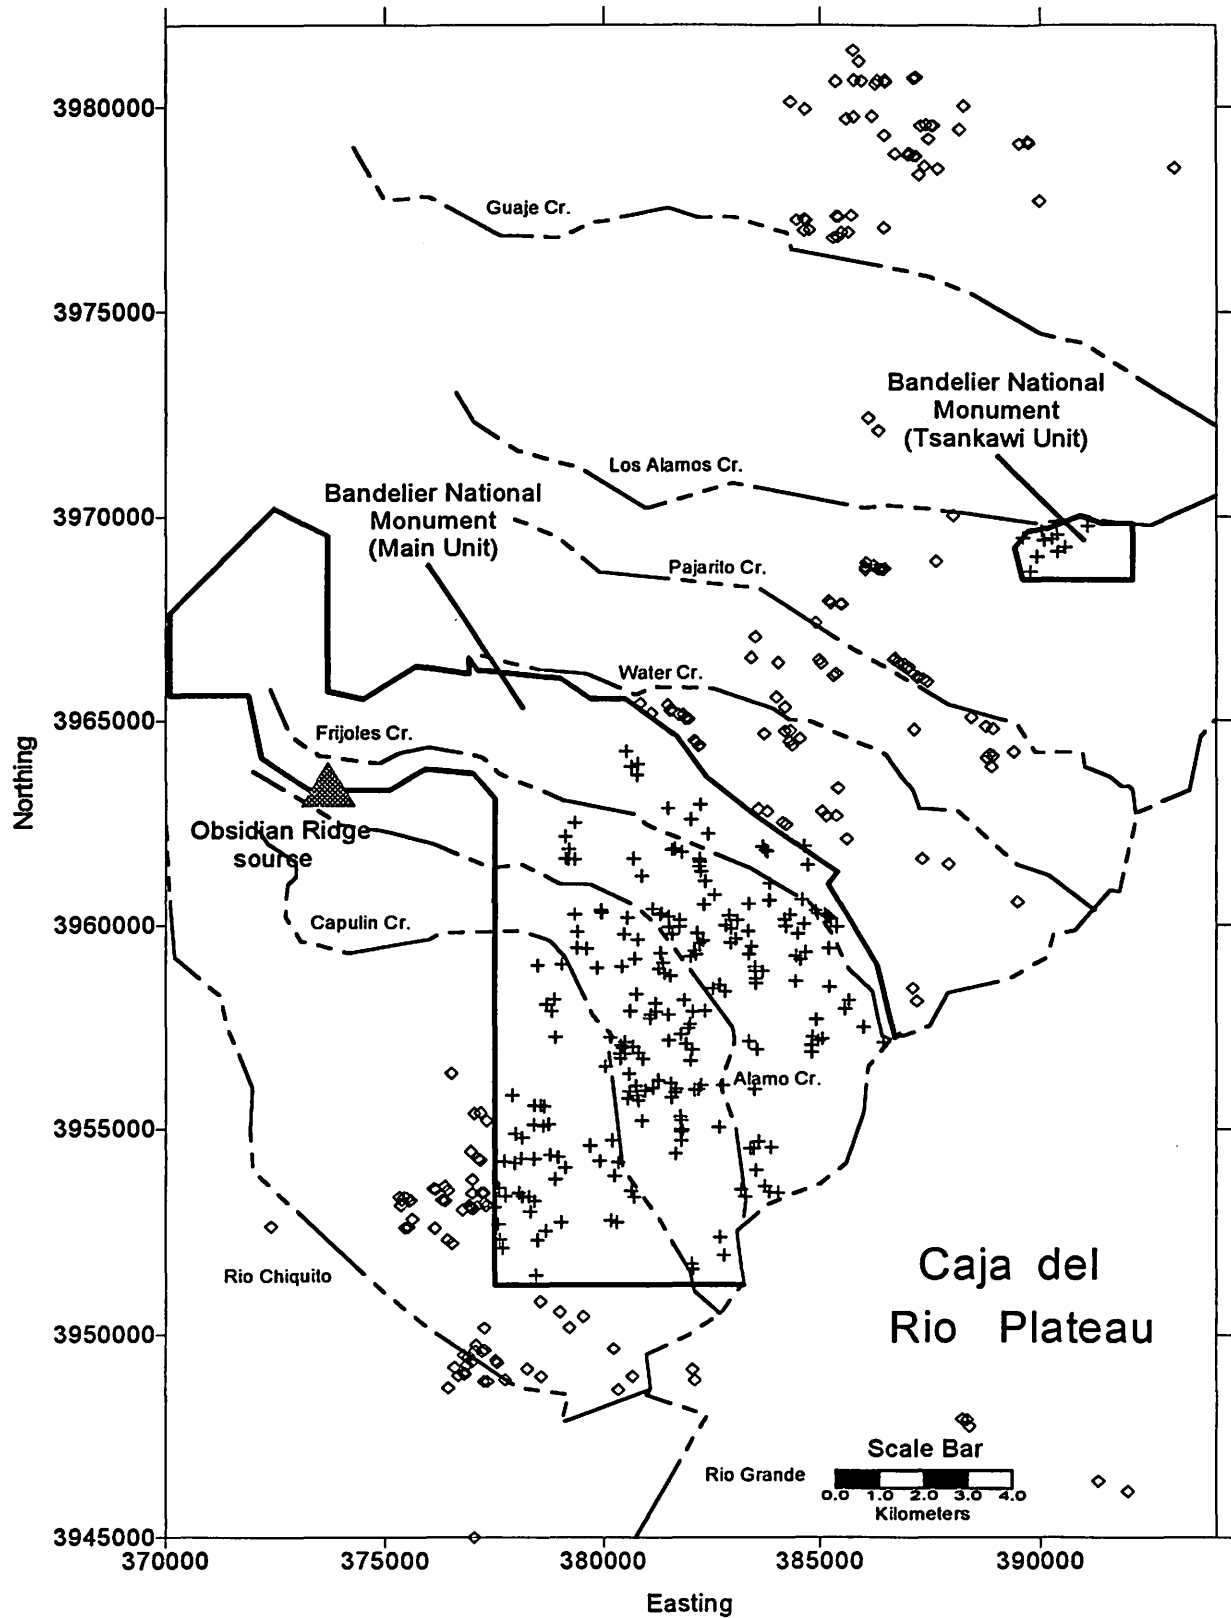 3980000
3975000
3970000
3965000
3960000
3955000
3950000
3945000
Northing
Guaje Cr.
Bandelier National
Monument
(Tsankawi Unit)
Los Alamos Cr.
Bandelier National
Monument
(Main Unit)
Pajarito Cr.
Water Cr.
Frijoles Cr.
Obsidian Ridge
source
Capulin Cr.
Alamo Cr.
Rio Chiquito
Caja del
Rio Plateau
Scale Bar
0.0 1.0 2.0 3.0 4.0
Kilometers
Rio Grande
370000 375000 380000 385000 390000
Easting